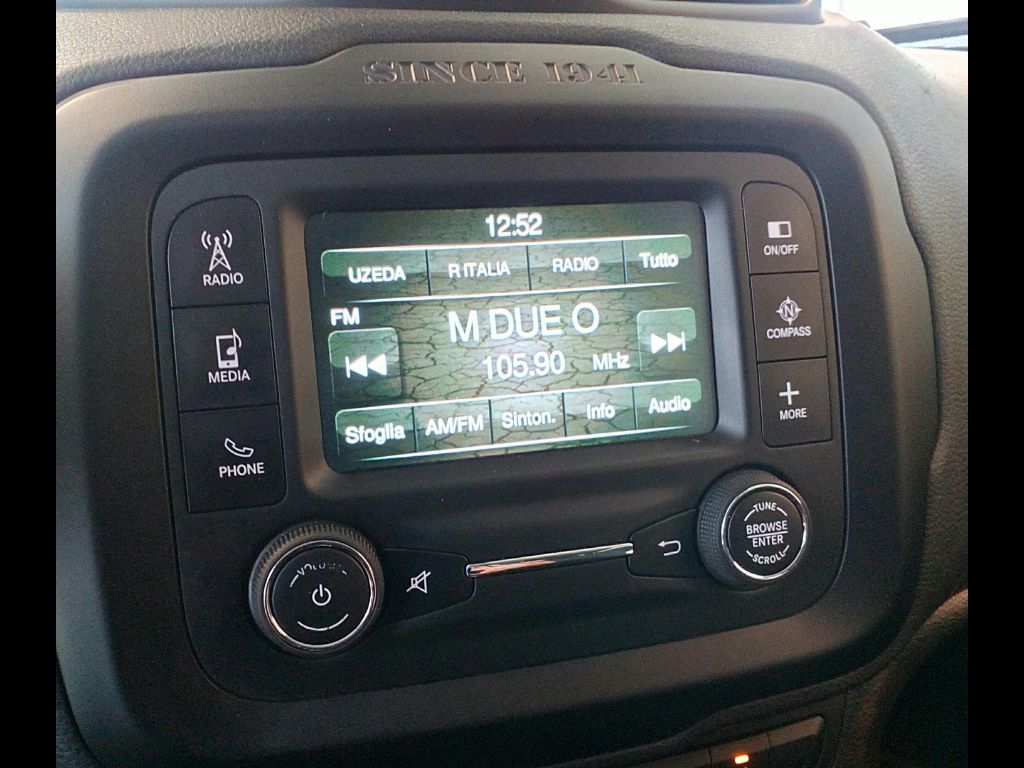 SINCE 1941
12:52
UZEDA R ITALIA RADIO Tutto
FM
M DUE O
105.90 MHz
Sfoglia AM/FM Sinton. Info Audio
RADIO
MEDIA
PHONE
ON/OFF
N
COMPASS
MORE
VOLUME
TUNE
BROWSE
ENTER
SCROLL